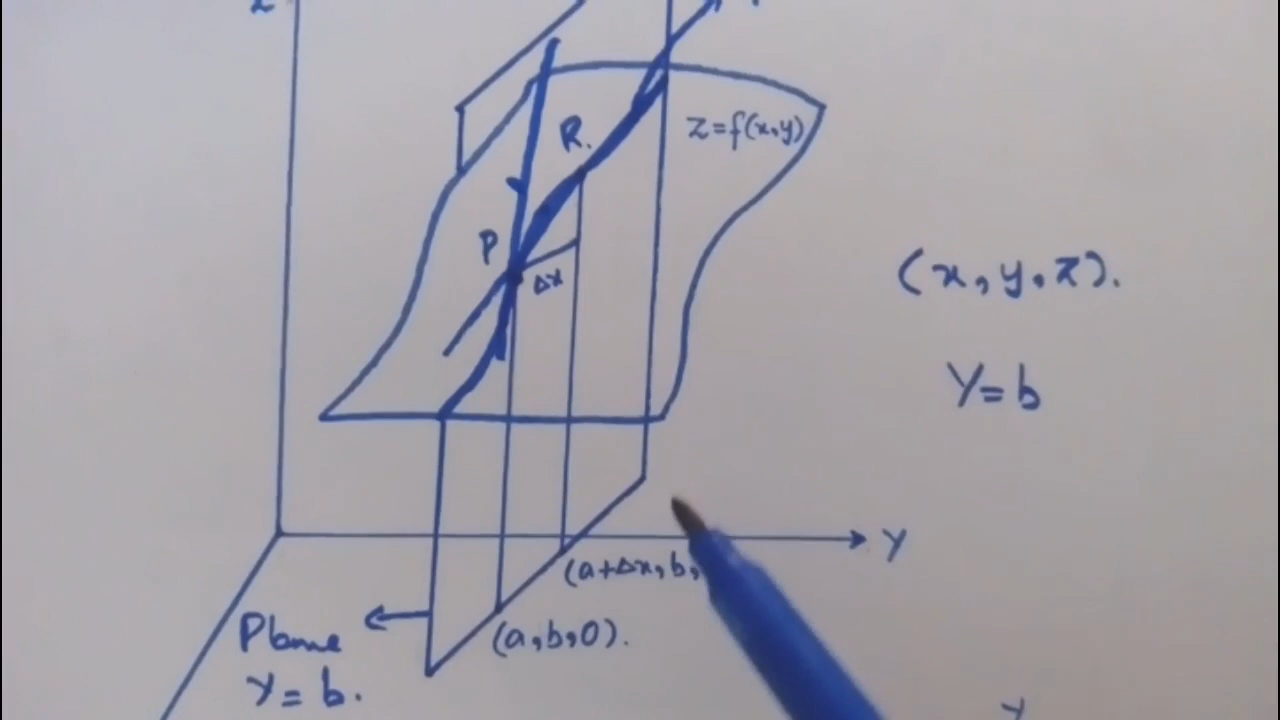 R.
Z=f(x,y)
P
Δx
(x,y,z).
Y=b
Y
(a+Δx,b,
(a,b,0).
Plane
Y=b.